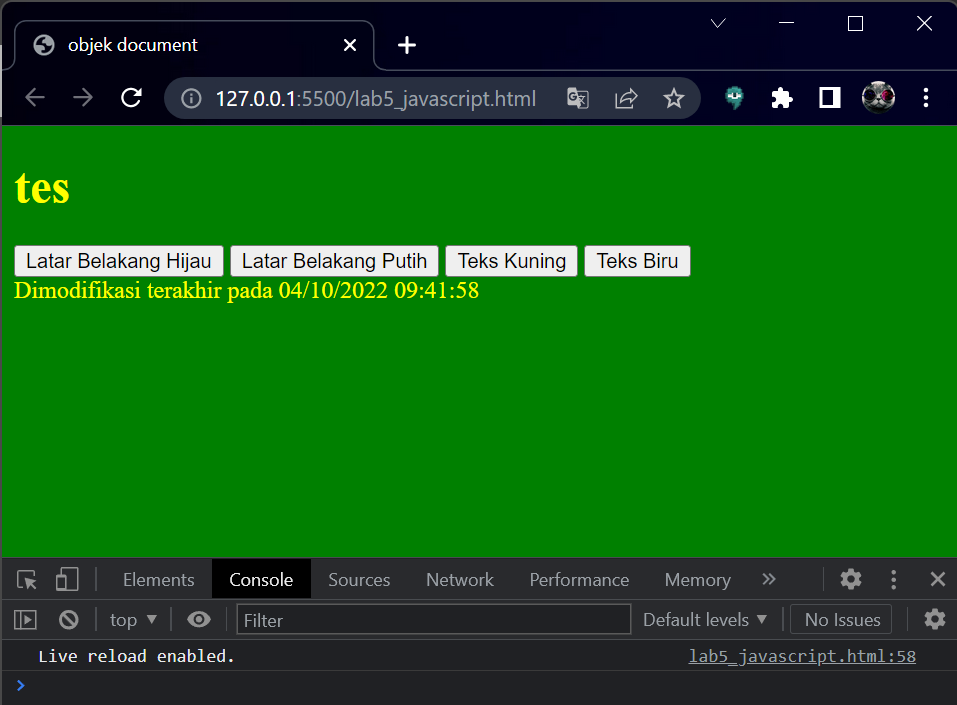 objek document
127.0.0.1:5500/lab5_javascript.html
tes
Latar Belakang Hijau Latar Belakang Putih Teks Kuning Teks Biru
Dimodifikasi terakhir pada 04/10/2022 09:41:58
Elements Console Sources Network Performance Memory
top Filter Default levels No Issues
Live reload enabled. lab5_javascript.html:58